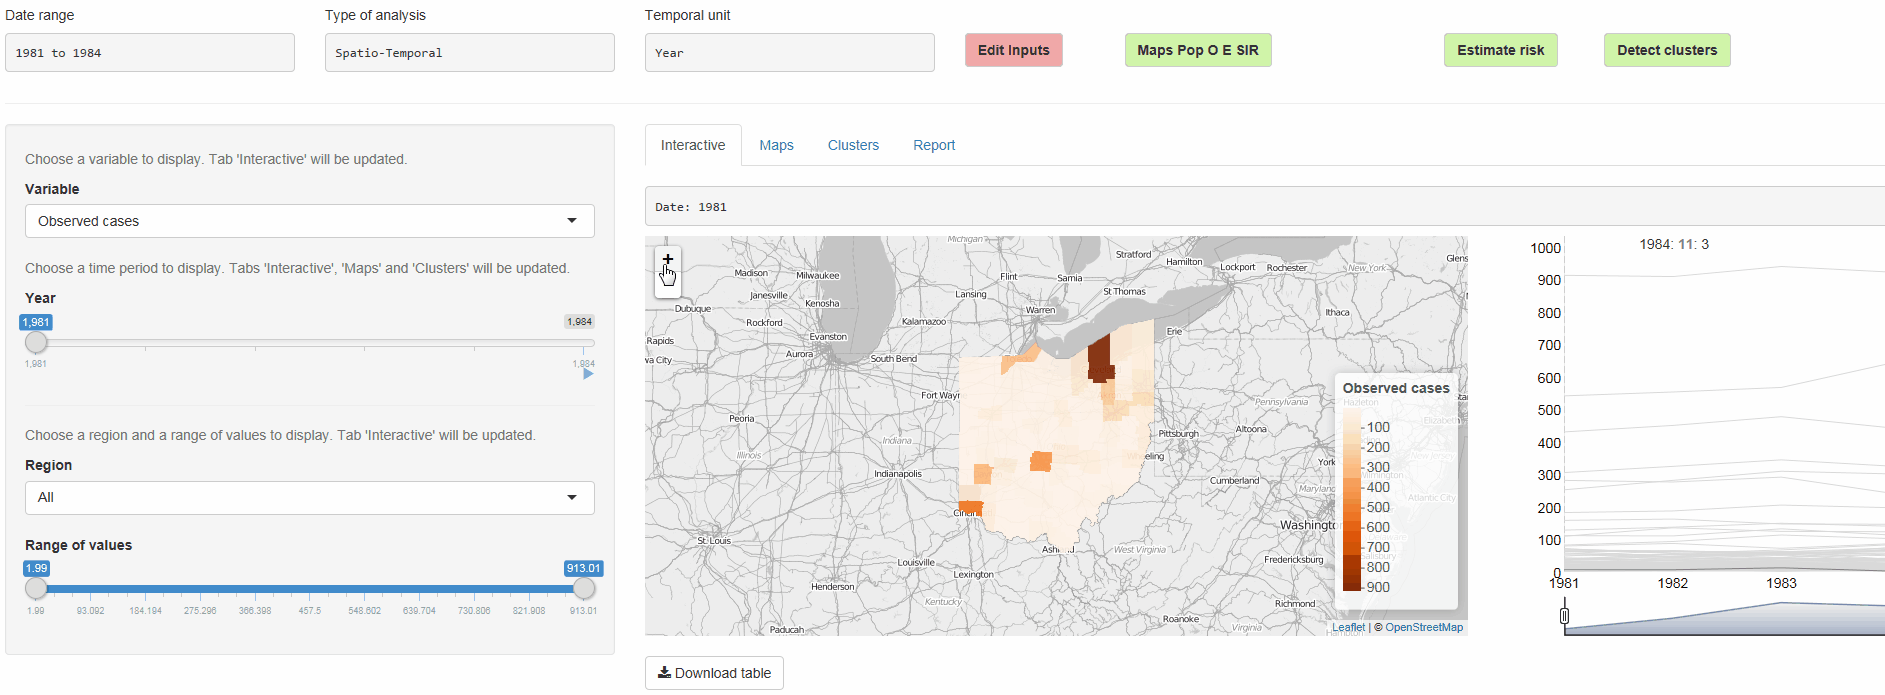 Date range
Type of analysis
Temporal unit
1981 to 1984
Spatio-Temporal
Year
Edit Inputs
Maps Pop O E SIR
Estimate risk
Detect clusters
Choose a variable to display. Tab 'Interactive' will be updated.
Variable
Observed cases
Choose a time period to display. Tabs 'Interactive', 'Maps' and 'Clusters' will be updated.
Year
1,981
1,984
1,981
1,984
Choose a region and a range of values to display. Tab 'Interactive' will be updated.
Region
All
Range of values
1.99
913.01
1.99 93.092 184.194 275.296 366.398 457.5 548.602 639.704 730.806 821.908 913.01
Interactive
Maps
Clusters
Report
Date: 1981
+
Michigan
Stratford
Hamilton
Lockport
Rochester
New York
Glens
Madison
Milwaukee
Flint
Sarnia
Janesville
Kenosha
Lansing
St Thomas
Dubuque
Rockford
Kalamazoo
Warren
Ithaca
Evanston
Erie
Rapids
Aurora
South Bend
wa City
Fort Wayn
Hazleton
Pennsylvania
Elizabeth
Peoria
Altoona
Pittsburgh
Indiana
Illinois
eling
Indianapolis
York
Wilmington
Cumberland
Maryland
Atlantic City
Cincin
Washington
St. Louis
Ash
d
West Virginia
Salisbury
Louisville
Fredericksburg
Lexington
Henderson
Kentucky
Richmond
Roanoke
Virginia
Paducah
Observed cases
100
200
300
400
500
600
700
800
900
Leaflet | © OpenStreetMap
1984: 11: 3
1000
900
800
700
600
500
400
300
200
100
0
1981
1982
1983
Download table